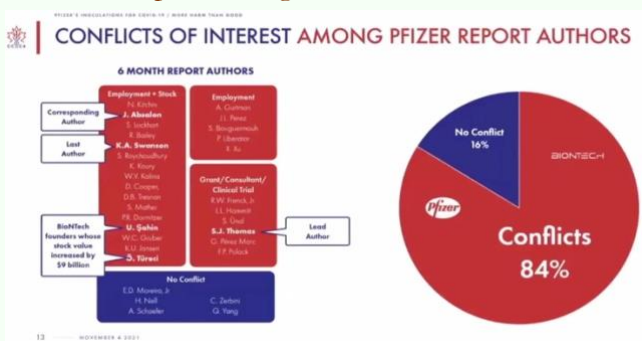 PFIZER'S INOCULATIONS FOR COVID-19 | MORE HARM THAN GOOD
CONFLICTS OF INTEREST AMONG PFIZER REPORT AUTHORS
6 MONTH REPORT AUTHORS
Employment + Stock
N. Kitchin
J. Absalon
S. Lockhart
R. Bailey
K.A. Swanson
S. Roychoudhury
K. Koury
W.V. Kalina
D. Cooper
D.B. Tresnan
S. Mather
P.R. Dormitzer
U. Şahin
W.C. Gruber
K.U. Jansen
Ö. Türeci
Corresponding
Author
Last
Author
BioNTech
founders whose
stock value
increased by
$9 billion
Employment
A. Gurtman
J.L. Perez
P. Liberator
X. Xu
Grant/Consultant/
Clinical Trial
R.W. Frenck, Jr
L.L. Hammitt
S. Ünal
S.J. Thomas
G. Pérez Marc
F.P. Polack
Lead
Author
No Conflict
E.D. Moreira, Jr
H. Nell
A. Schaefer
C. Zerbini
Q. Yang
No Conflict
16%
BIONTECH
Pfizer
Conflicts
84%
13
NOVEMBER 4 2021